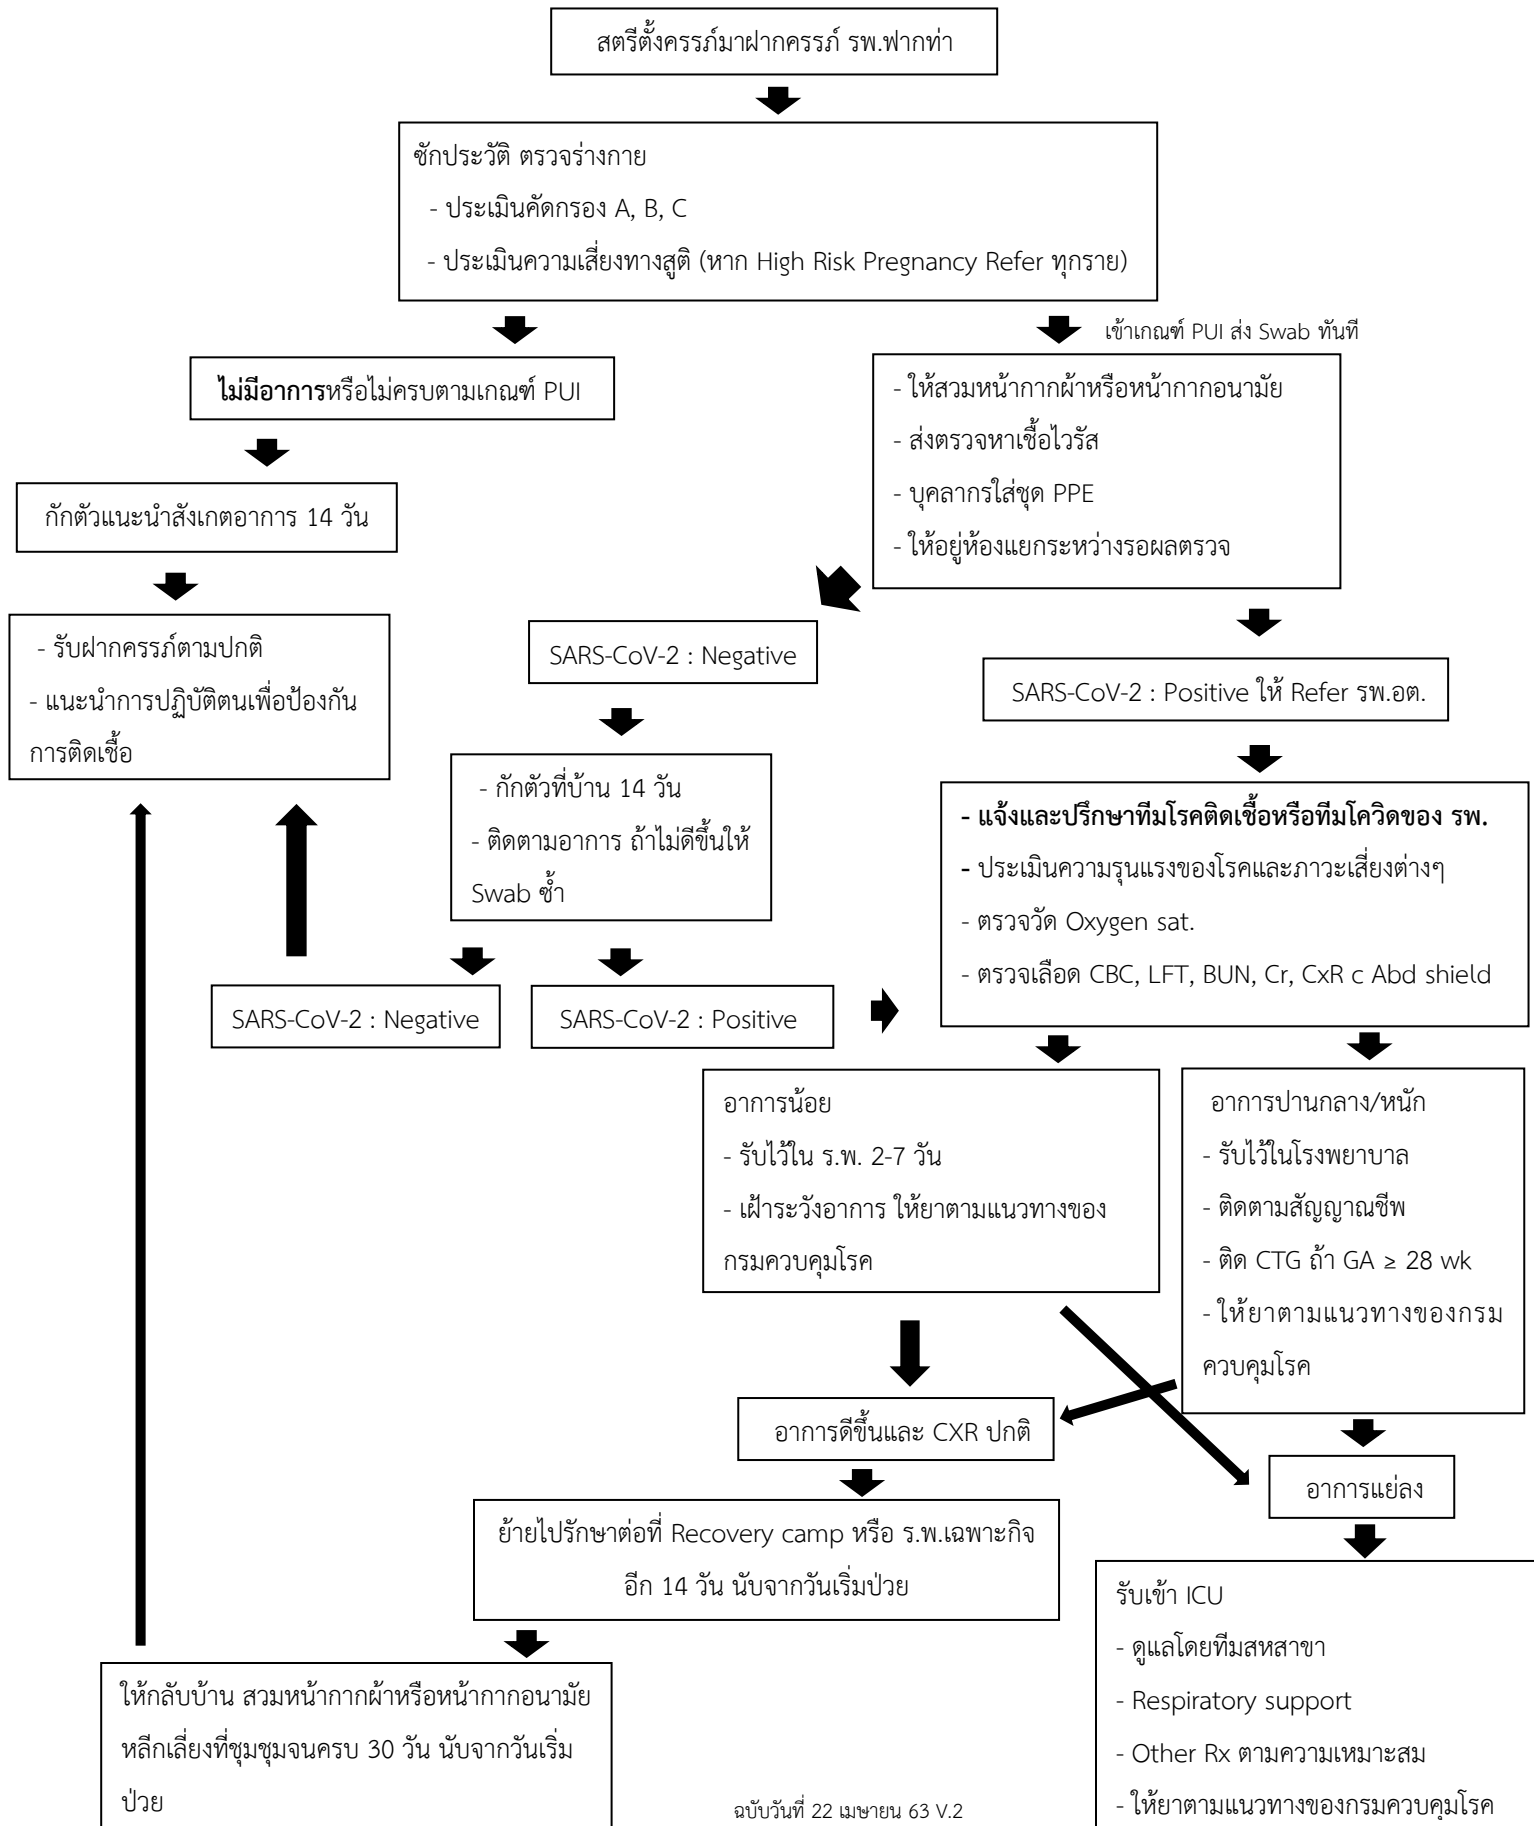 สตรีตั้งครรภ์มาฝากครรภ์ รพ.ฟากท่า
ซักประวัติ ตรวจร่างกาย
- ประเมินคัดกรอง A, B, C
- ประเมินความเสี่ยงทางสูติ (หาก High Risk Pregnancy Refer ทุกราย)
เข้าเกณฑ์ PUI ส่ง Swab ทันที
ไม่มีอาการหรือไม่ครบตามเกณฑ์ PUI
- ให้สวมหน้ากากผ้าหรือหน้ากากอนามัย
- ส่งตรวจหาเชื้อไวรัส
- บุคลากรใส่ชุด PPE
- ให้อยู่ห้องแยกระหว่างรอผลตรวจ
กักตัวแนะนำสังเกตอาการ 14 วัน
- รับฝากครรภ์ตามปกติ
- แนะนำการปฏิบัติตนเพื่อป้องกัน
การติดเชื้อ
SARS-CoV-2 : Negative
SARS-CoV-2 : Positive ให้ Refer รพ.อต.
- กักตัวที่บ้าน 14 วัน
- ติดตามอาการ ถ้าไม่ดีขึ้นให้
Swab ซ้ำ
- แจ้งและปรึกษาทีมโรคติดเชื้อหรือทีมโควิดของ รพ.
- ประเมินความรุนแรงของโรคและภาวะเสี่ยงต่างๆ
- ตรวจวัด Oxygen sat.
- ตรวจเลือด CBC, LFT, BUN, Cr, CxR c Abd shield
SARS-CoV-2 : Negative
SARS-CoV-2 : Positive
อาการน้อย
- รับไว้ใน ร.พ. 2-7 วัน
- เฝ้าระวังอาการ ให้ยาตามแนวทางของ
กรมควบคุมโรค
อาการปานกลาง/หนัก
- รับไว้ในโรงพยาบาล
- ติดตามสัญญาณชีพ
- ติด CTG ถ้า GA ≥ 28 wk
- ให้ยาตามแนวทางของกรม
ควบคุมโรค
อาการดีขึ้นและ CXR ปกติ
อาการแย่ลง
ย้ายไปรักษาต่อที่ Recovery camp หรือ ร.พ.เฉพาะกิจ
อีก 14 วัน นับจากวันเริ่มป่วย
รับเข้า ICU
- ดูแลโดยทีมสหสาขา
- Respiratory support
- Other Rx ตามความเหมาะสม
- ให้ยาตามแนวทางของกรมควบคุมโรค
ให้กลับบ้าน สวมหน้ากากผ้าหรือหน้ากากอนามัย
หลีกเลี่ยงที่ชุมชุมจนครบ 30 วัน นับจากวันเริ่ม
ป่วย
ฉบับวันที่ 22 เมษายน 63 V.2